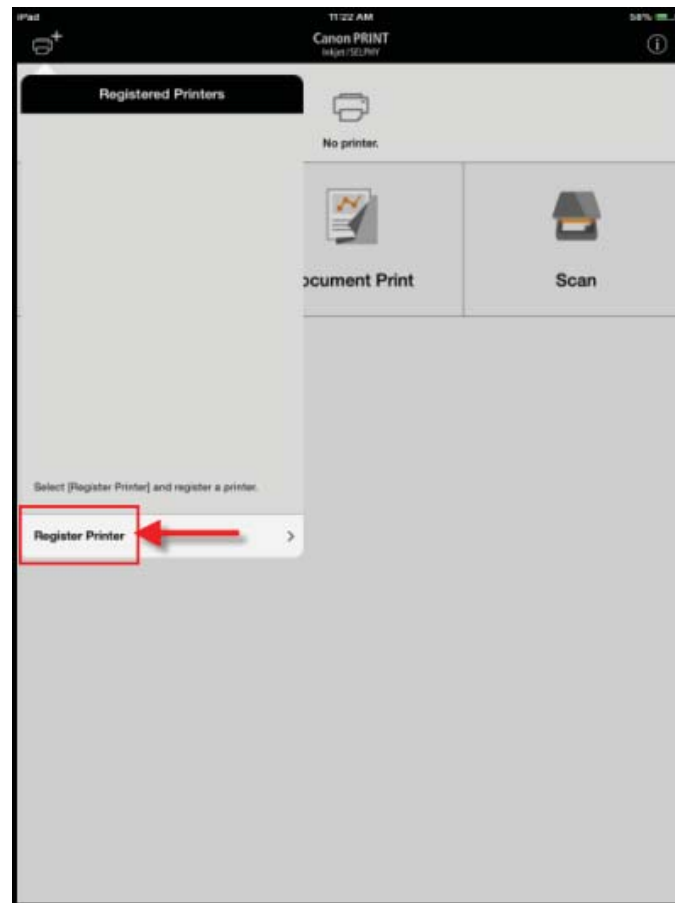 iPad
11:22 AM
58%
Canon PRINT
Inkjet/SELPHY
Registered Printers
No printer.
ocument Print
Scan
Select [Register Printer] and register a printer.
Register Printer